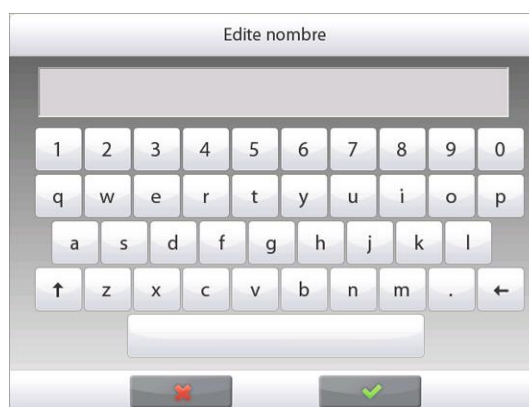 Edite nombre
1 2 3 4 5 6 7 8 9 0
q w e r t y u i o p
a s d f g h j k l
↑ z x c v b n m . ←